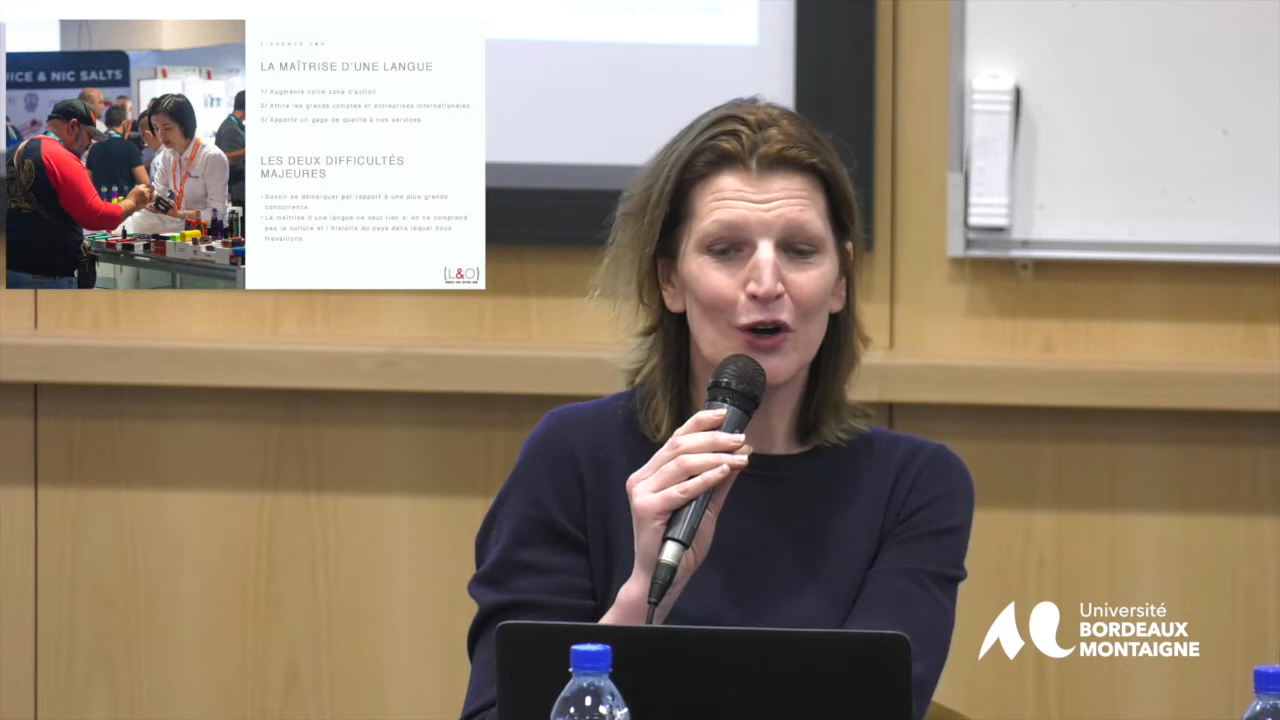 JICE & NIC SALTS
L'AGENCE L&O
LA MAÎTRISE D'UNE LANGUE
1/ Augmente notre zone d'action
2/ Attire les grands comptes et entreprises internationales
3/ Apporte un gage de qualité à nos services
LES DEUX DIFFICULTÉS
MAJEURES
- Savoir se démarquer par rapport à une plus grande
concurrence
- La maîtrise d'une langue ne vaut rien si on ne comprend
pas la culture et l'histoire du pays dans lequel nous
travaillons.
(L&O)
Université
BORDEAUX
MONTAIGNE